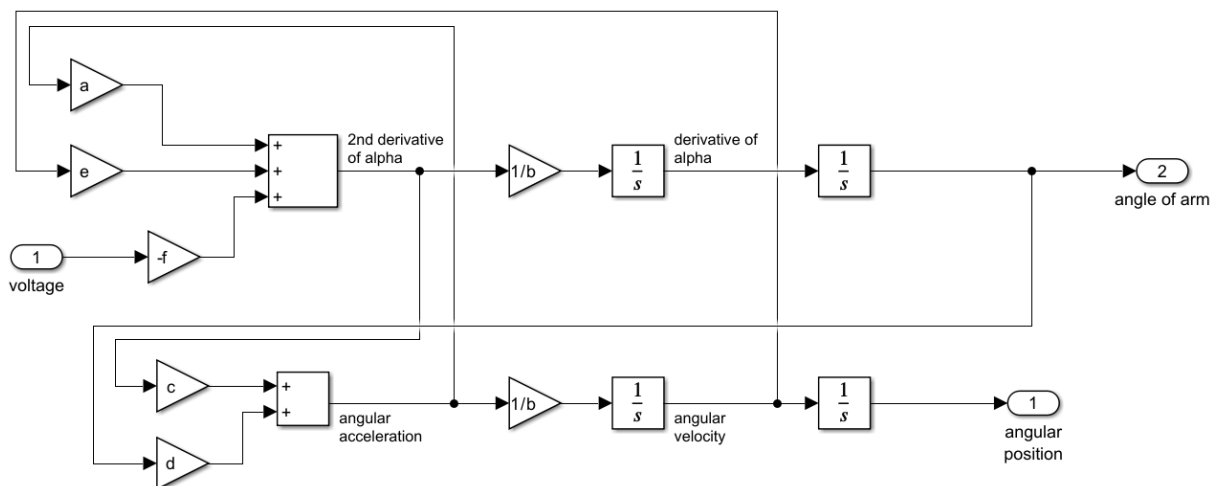 a
+
2nd derivative
of alpha
derivative of
alpha
e
+
1/b
1
s
1
s
2
angle of arm
+
1
voltage
-f
c
+
angular
acceleration
1/b
1
s
angular
velocity
1
s
1
angular
position
+
d